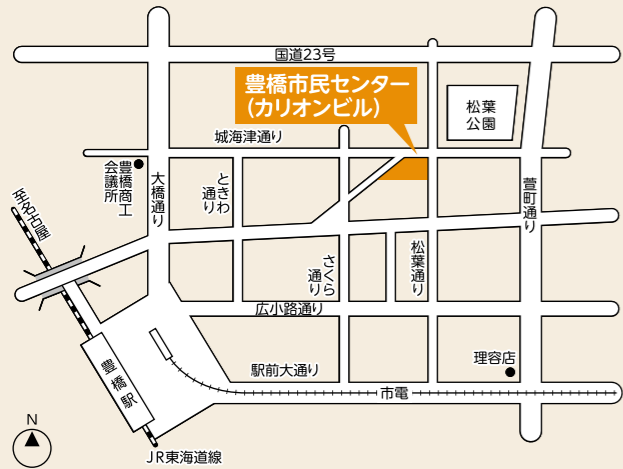 国道23号
豊橋市民センター
(カリオンビル)
松葉
公園
城海津通り
豊橋商工
会議所
大橋通り
ときわ
通り
萱町通り
至名古屋
さくら
通り
松葉通り
広小路通り
理容店
駅前大通り
豊橋駅
市電
N
JR東海道線